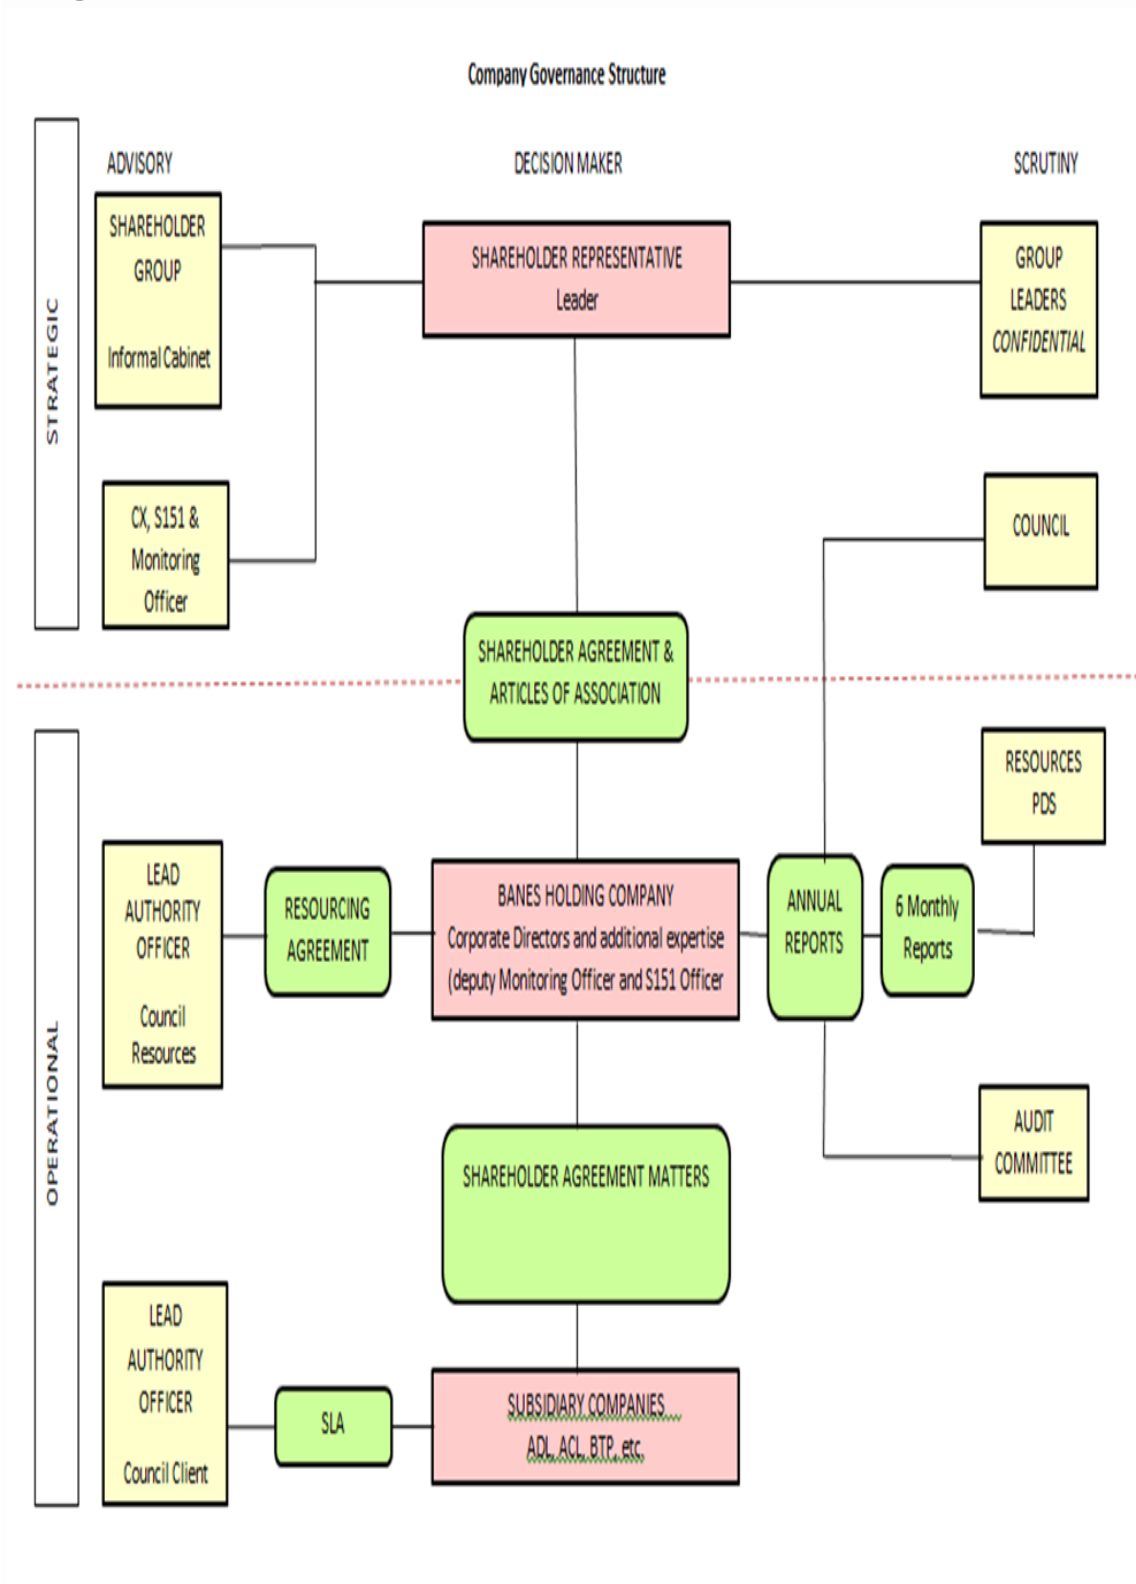 Company Governance Structure
ADVISORY
DECISION MAKER
SCRUTINY
STRATEGIC
SHAREHOLDER
GROUP
Informal Cabinet
SHAREHOLDER REPRESENTATIVE
Leader
GROUP
LEADERS
CONFIDENTIAL
CX, S151 &
Monitoring
Officer
COUNCIL
SHAREHOLDER AGREEMENT &
ARTICLES OF ASSOCIATION
OPERATIONAL
RESOURCES
PDS
LEAD
AUTHORITY
OFFICER
Council
Resources
RESOURCING
AGREEMENT
BANES HOLDING COMPANY
Corporate Directors and additional expertise
(deputy Monitoring Officer and S151 Officer
ANNUAL
REPORTS
6 Monthly
Reports
AUDIT
COMMITTEE
SHAREHOLDER AGREEMENT MATTERS
LEAD
AUTHORITY
OFFICER
Council Client
SLA
SUBSIDIARY COMPANIES
ADL, ACL, BTP, etc.